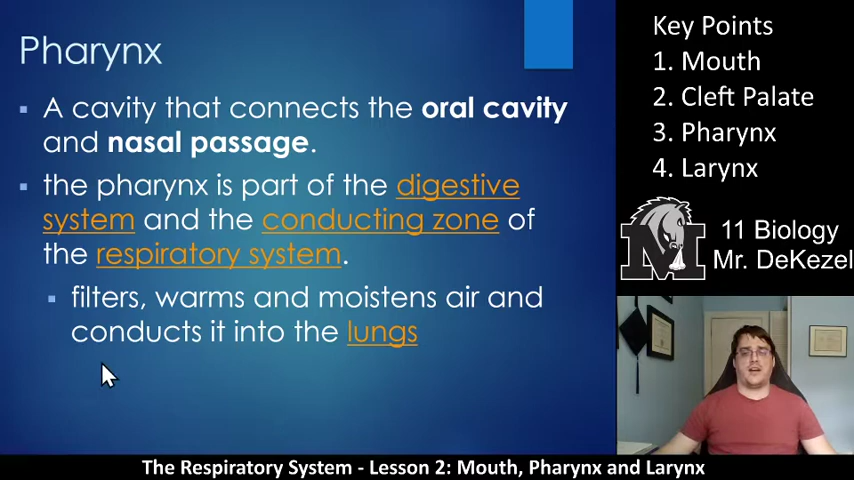 Pharynx
▪ A cavity that connects the oral cavity
and nasal passage.
▪ the pharynx is part of the digestive
system and the conducting zone of
the respiratory system.
▪ filters, warms and moistens air and
conducts it into the lungs
Key Points
1. Mouth
2. Cleft Palate
3. Pharynx
4. Larynx
M
11 Biology
Mr. DeKezel
The Respiratory System - Lesson 2: Mouth, Pharynx and Larynx